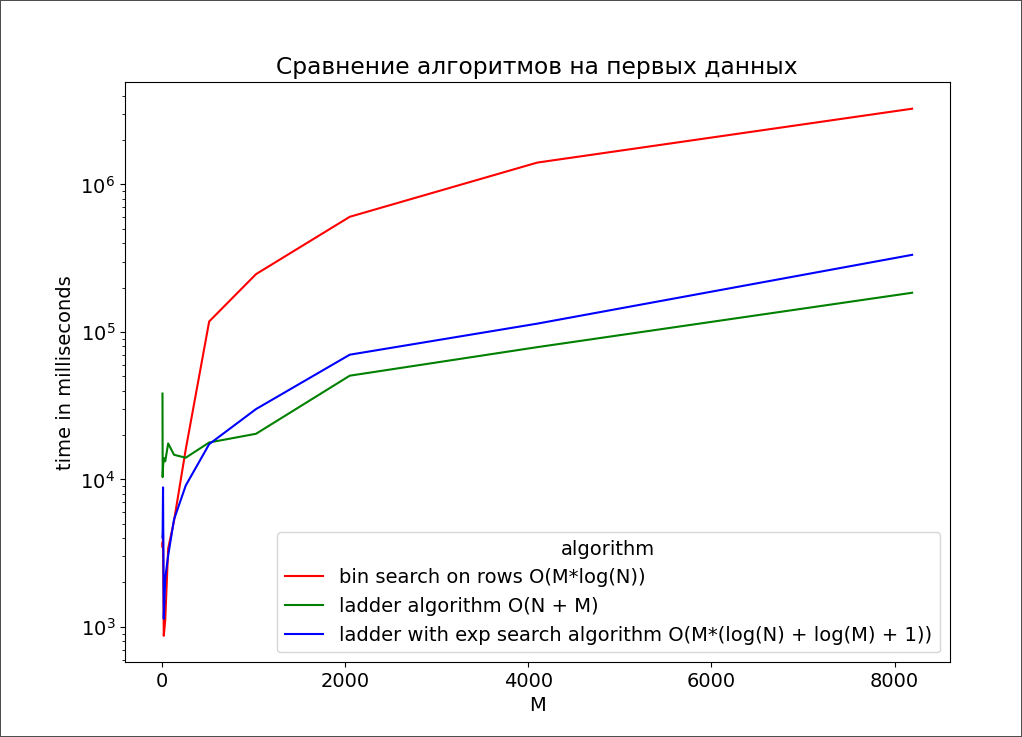 Сравнение алгоритмов на первых данных
time in milliseconds
10^6
10^5
10^4
10^3
algorithm
bin search on rows O(M*log(N))
ladder algorithm O(N + M)
ladder with exp search algorithm O(M*(log(N) + log(M) + 1))
0 2000 4000 6000 8000
M